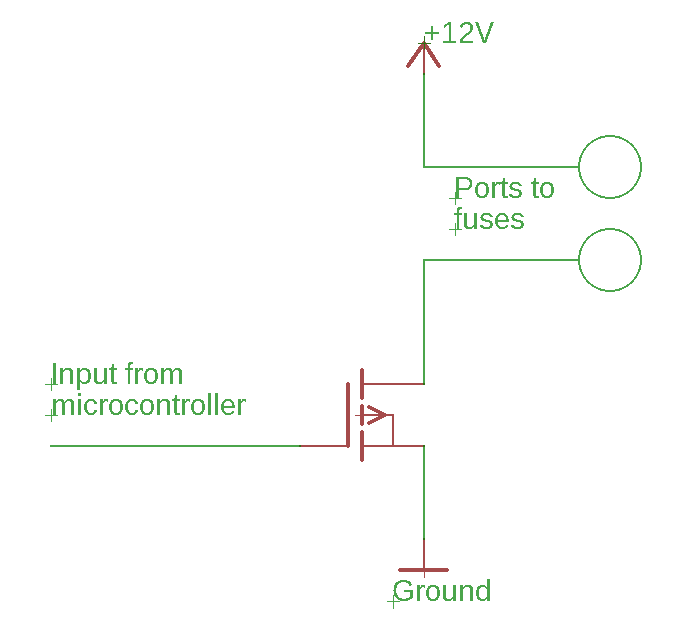 +12V
Ports to
fuses
Input from
microcontroller
Ground